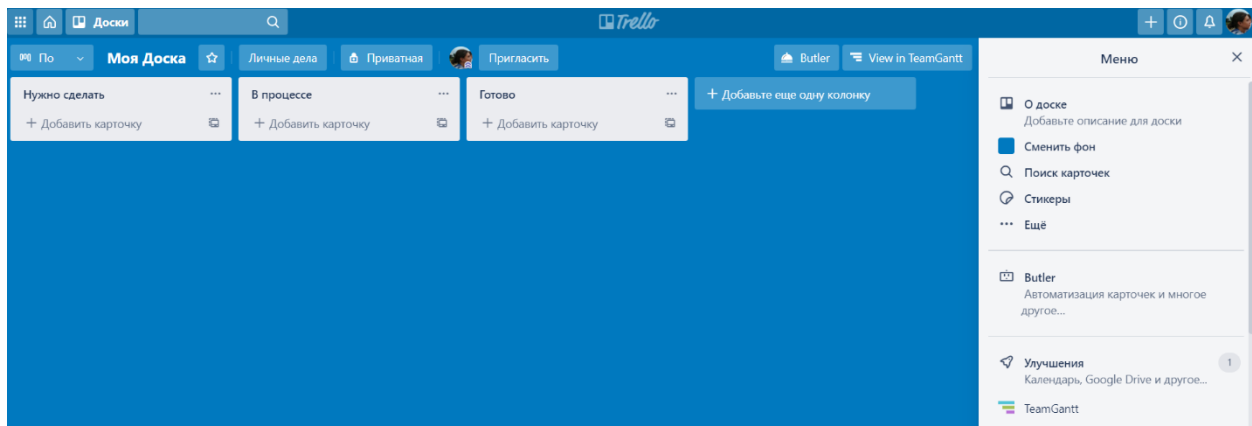 Доски
Trello
По
Моя Доска
Личные дела
Приватная
Пригласить
Butler
View in TeamGantt
Нужно сделать
+ Добавить карточку
В процессе
+ Добавить карточку
Готово
+ Добавить карточку
+ Добавьте еще одну колонку
Меню
О доске
Добавьте описание для доски
Сменить фон
Поиск карточек
Стикеры
Ещё
Butler
Автоматизация карточек и многое
другое...
Улучшения
1
Календарь, Google Drive и другое...
TeamGantt